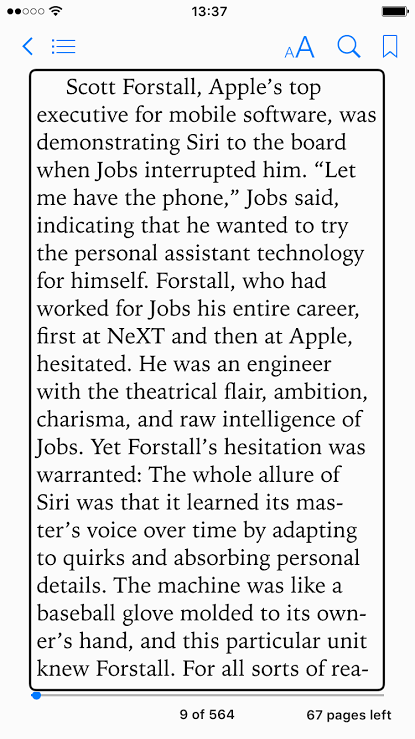 13:37
AA
Scott Forstall, Apple’s top
executive for mobile software, was
demonstrating Siri to the board
when Jobs interrupted him. “Let
me have the phone,” Jobs said,
indicating that he wanted to try
the personal assistant technology
for himself. Forstall, who had
worked for Jobs his entire career,
first at NeXT and then at Apple,
hesitated. He was an engineer
with the theatrical flair, ambition,
charisma, and raw intelligence of
Jobs. Yet Forstall’s hesitation was
warranted: The whole allure of
Siri was that it learned its mas-
ter’s voice over time by adapting
to quirks and absorbing personal
details. The machine was like a
baseball glove molded to its own-
er’s hand, and this particular unit
knew Forstall. For all sorts of rea-
9 of 564 67 pages left